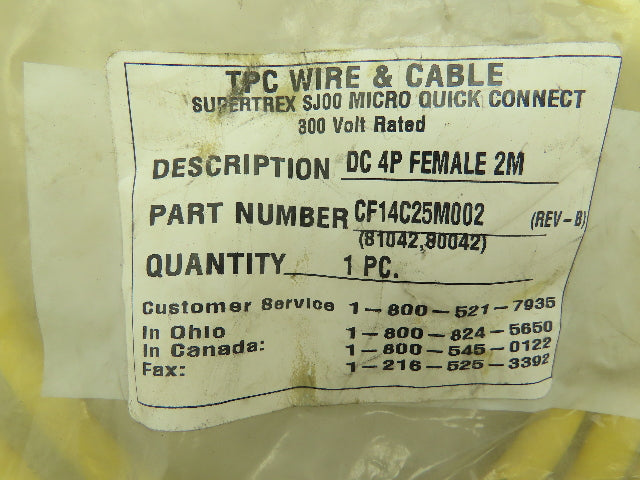 TPC WIRE & CABLE
SUPERTREX SJOO MICRO QUICK CONNECT
300 Volt Rated
DESCRIPTION DC 4P FEMALE 2M
PART NUMBER CF14C25M002 (REV-B)
(81042,80042)
QUANTITY 1 PC.
Customer Service 1-800-521-7935
In Ohio 1-800-824-5650
In Canada: 1-800-545-0122
Fax: 1-216-525-3392